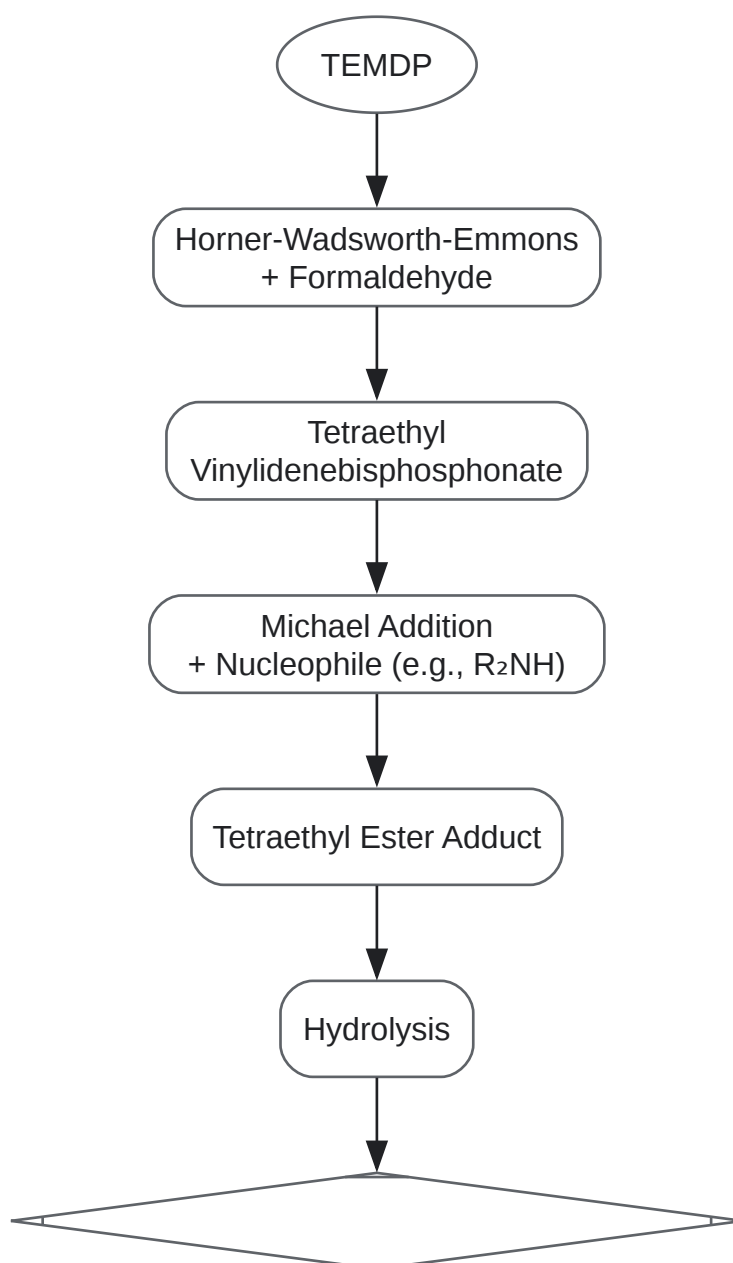 TEMDP
Horner-Wadsworth-Emmons
+ Formaldehyde
Tetraethyl
Vinylidenebisphosphonate
Michael Addition
+ Nucleophile (e.g., R₂NH)
Tetraethyl Ester Adduct
Hydrolysis